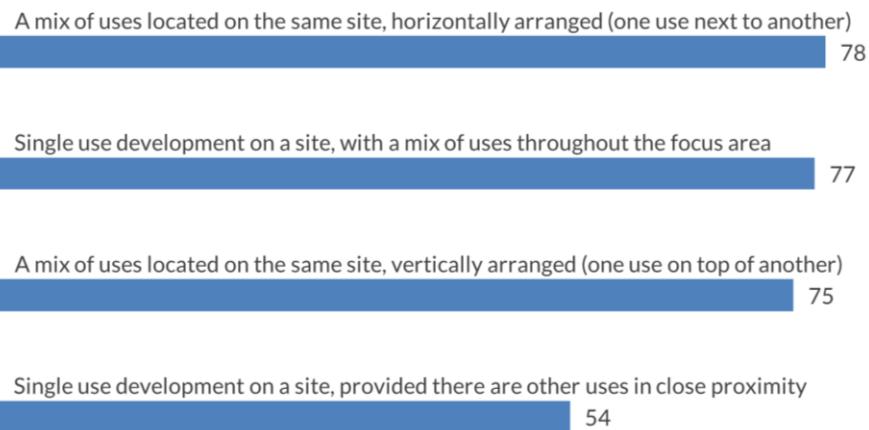 A mix of uses located on the same site, horizontally arranged (one use next to another)
78
Single use development on a site, with a mix of uses throughout the focus area
77
A mix of uses located on the same site, vertically arranged (one use on top of another)
75
Single use development on a site, provided there are other uses in close proximity
54